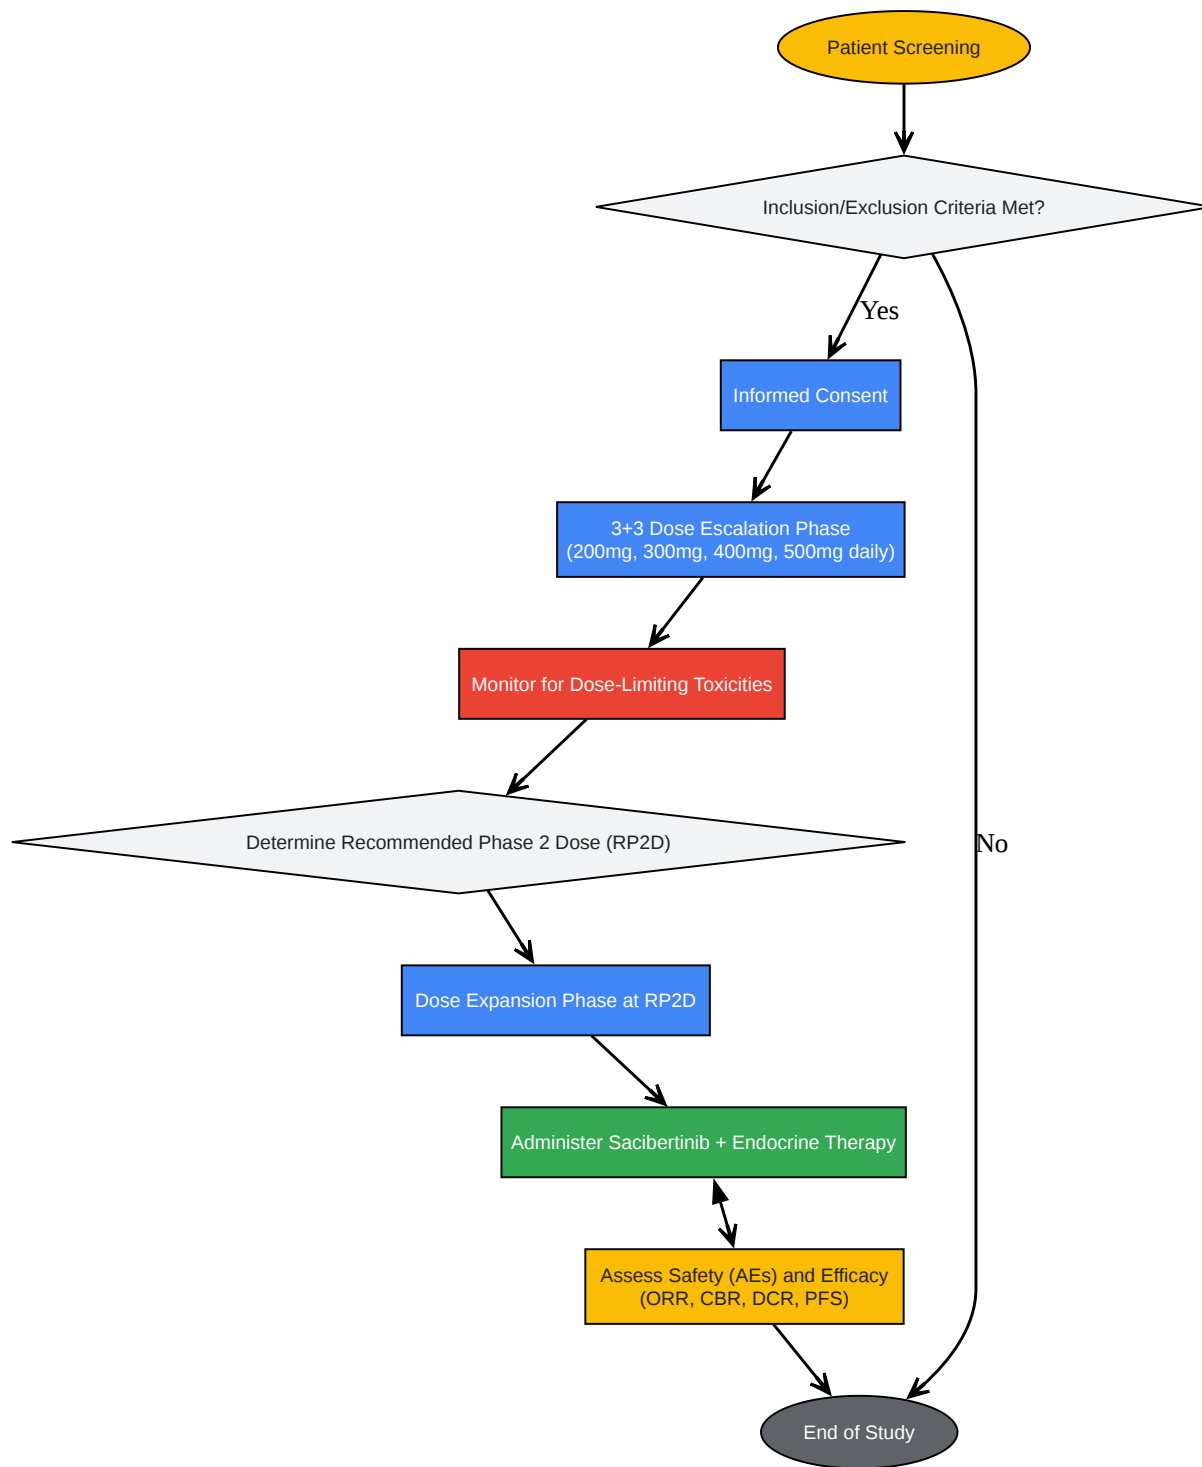 Patient Screening
Inclusion/Exclusion Criteria Met?
Yes
Informed Consent
3+3 Dose Escalation Phase
(200mg, 300mg, 400mg, 500mg daily)
Monitor for Dose-Limiting Toxicities
Determine Recommended Phase 2 Dose (RP2D)
No
Dose Expansion Phase at RP2D
Administer Sacibertinib + Endocrine Therapy
Assess Safety (AEs) and Efficacy
(ORR, CBR, DCR, PFS)
End of Study